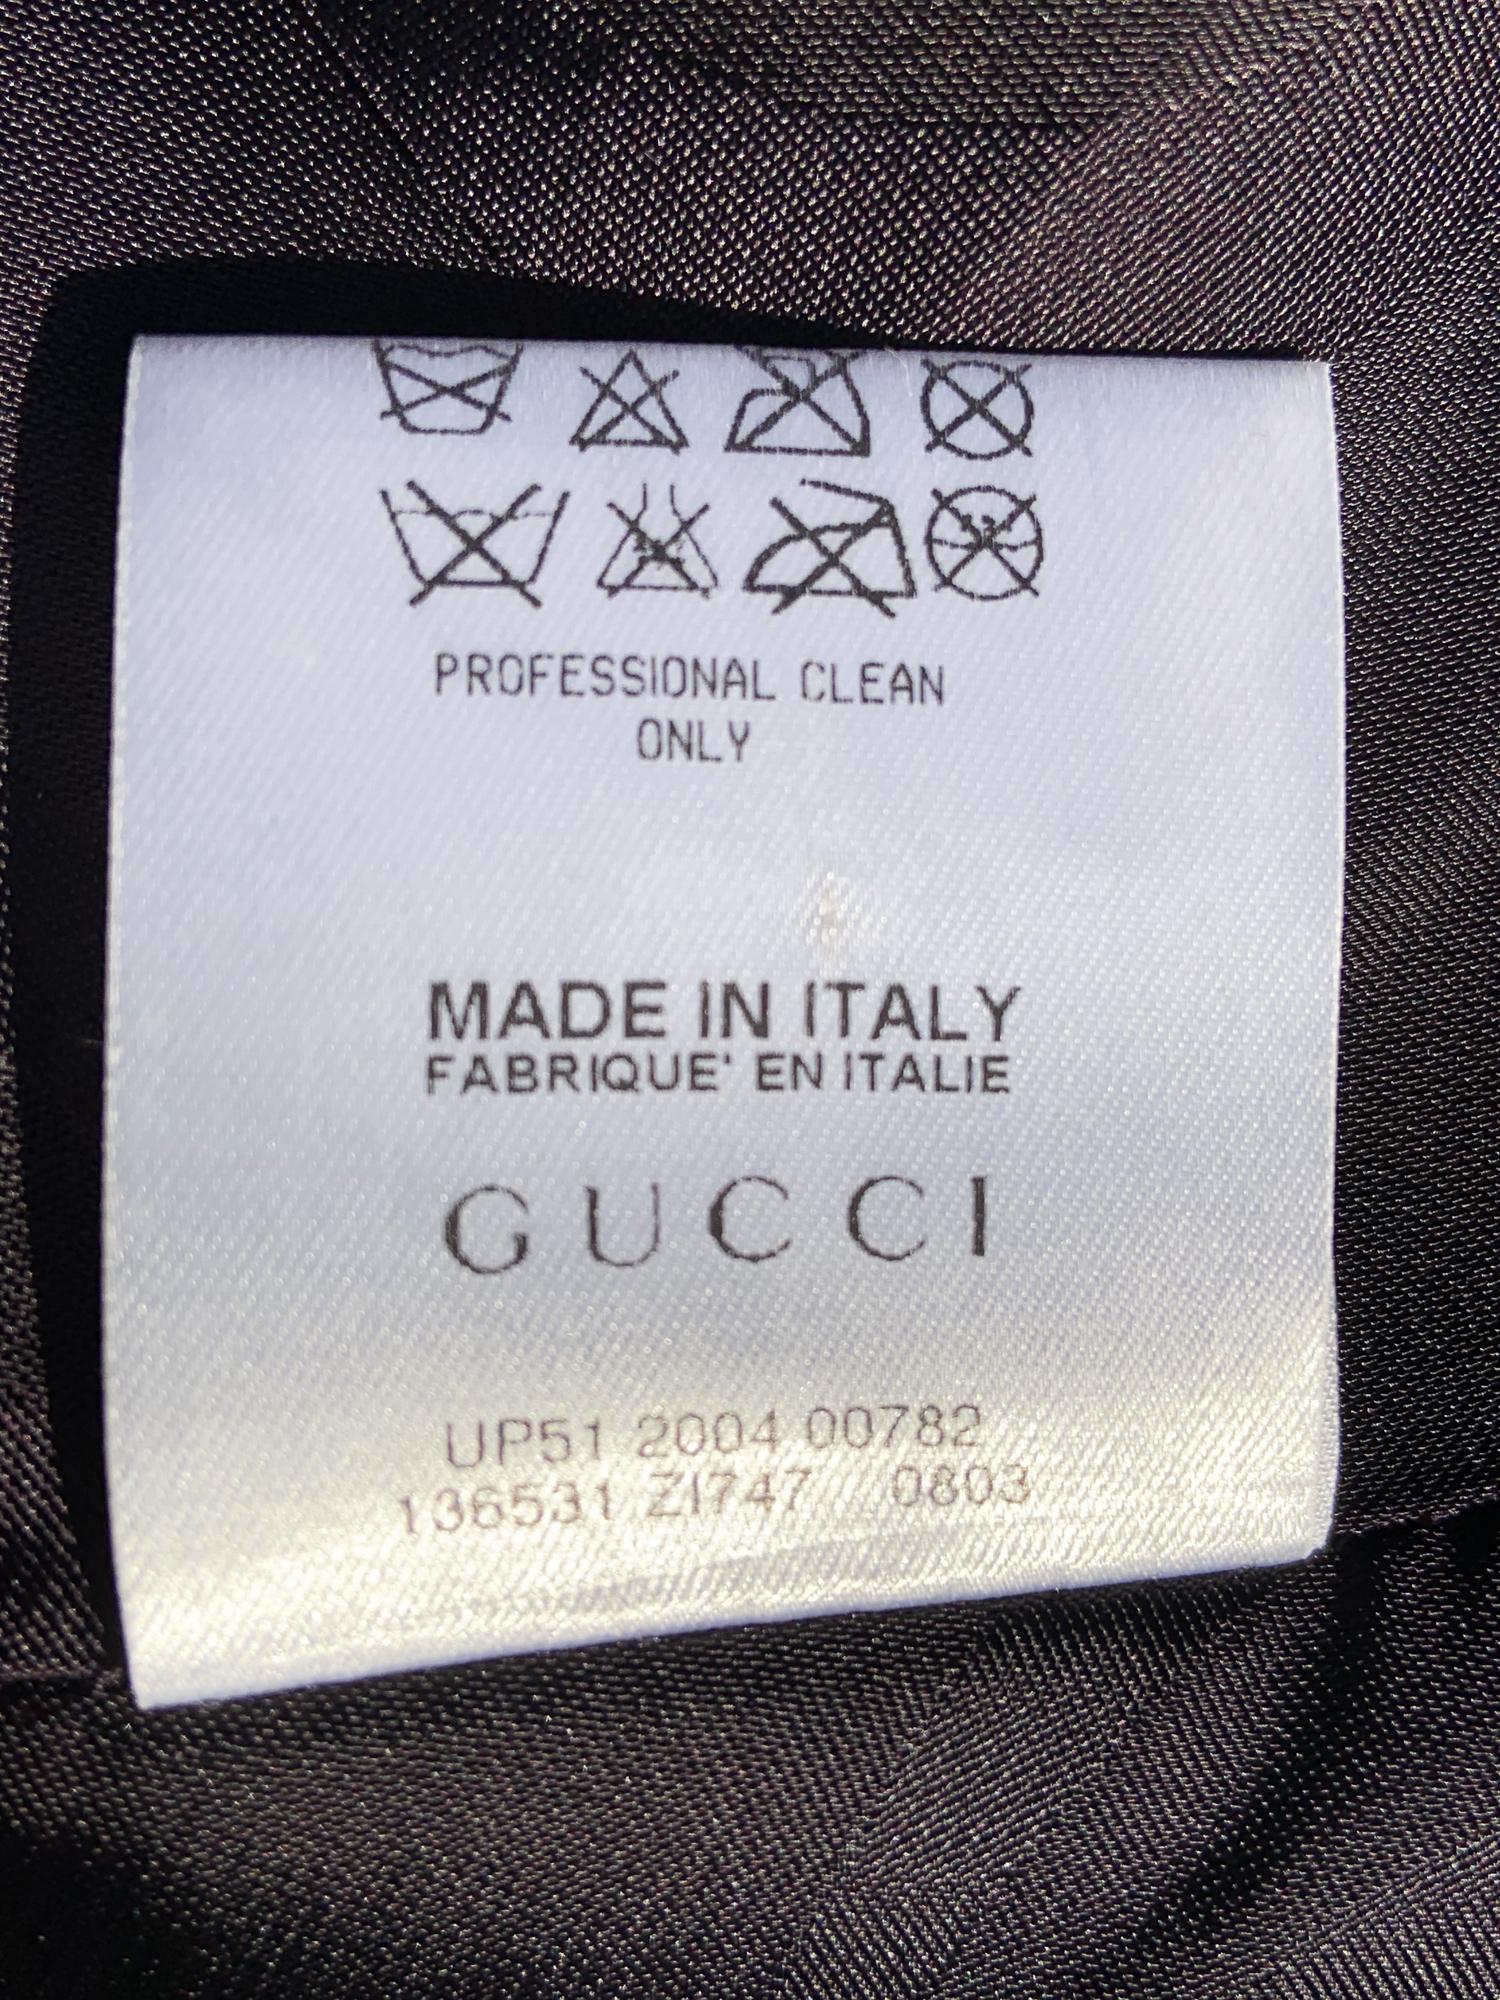 PROFESSIONAL CLEAN
ONLY
MADE IN ITALY
FABRIQUE' EN ITALIE
GUCCI
UP51 2004 00782
136531 ZI747 0803